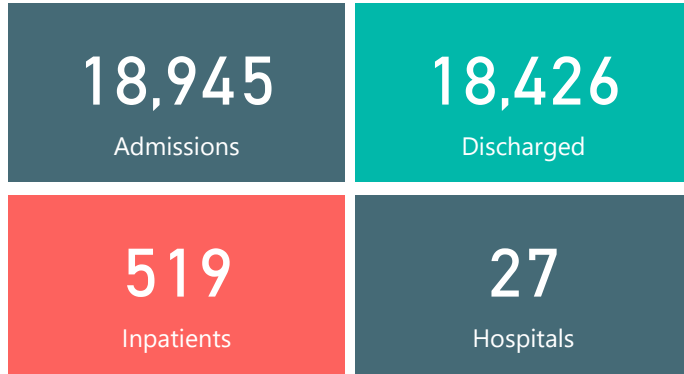 18,945
Admissions
18,426
Discharged
519
Inpatients
27
Hospitals